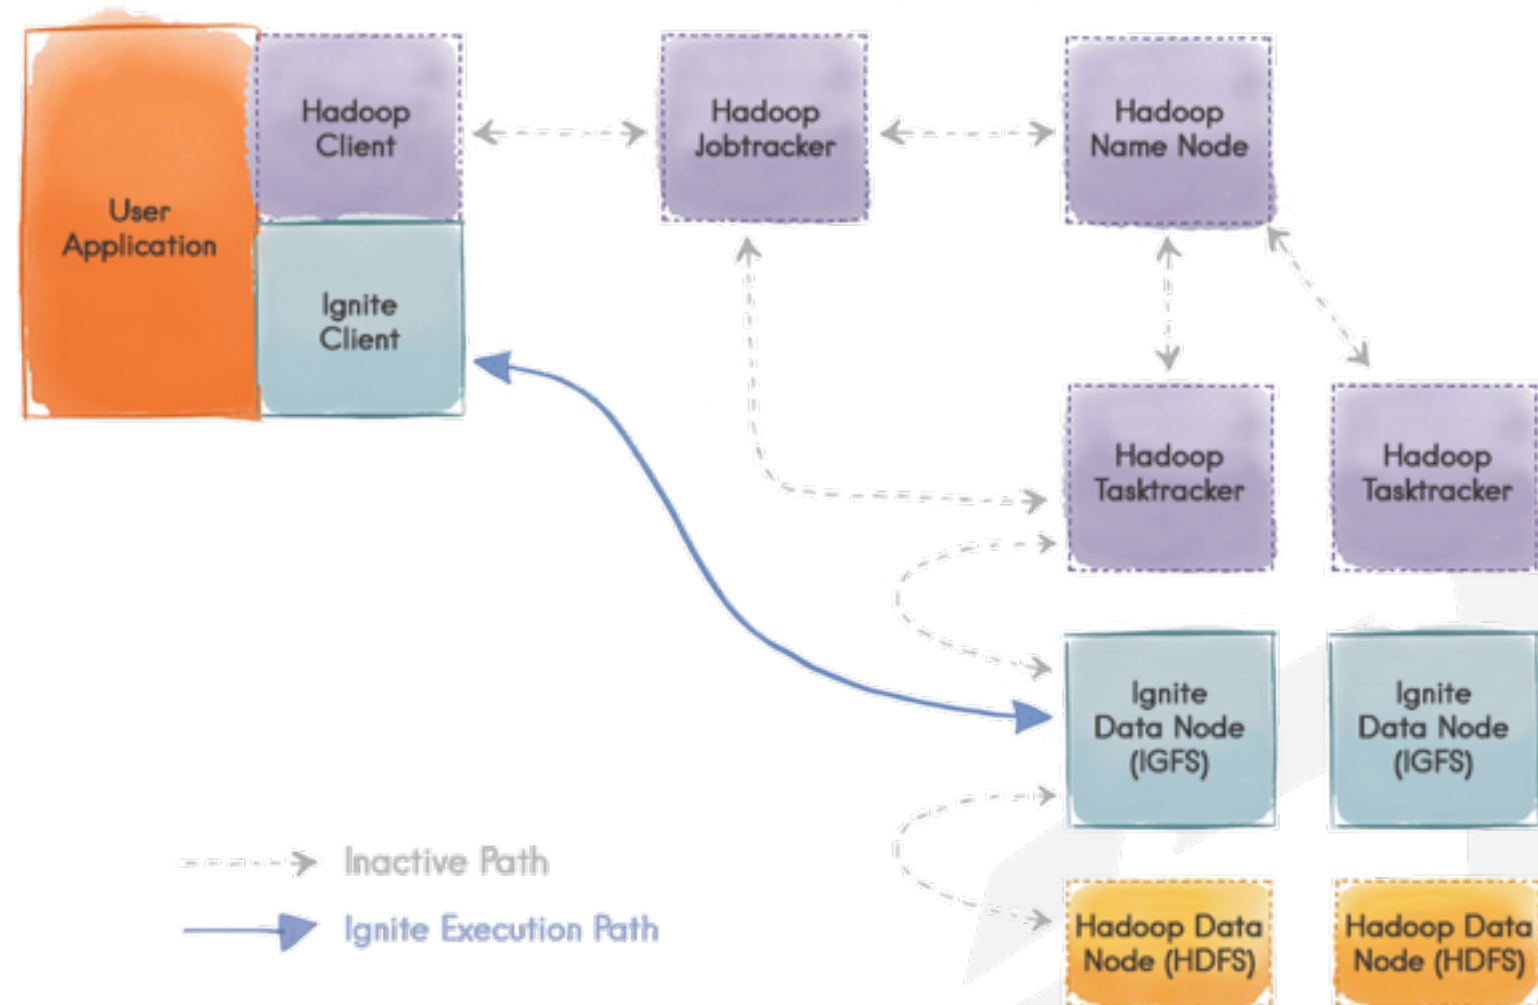 Hadoop
Client
Hadoop
Jobtracker
Hadoop
Name Node
User
Application
Ignite
Client
Hadoop
Tasktracker
Hadoop
Tasktracker
Ignite
Data Node
(IGFS)
Ignite
Data Node
(IGFS)
Inactive Path
Ignite Execution Path
Hadoop Data
Node (HDFS)
Hadoop Data
Node (HDFS)